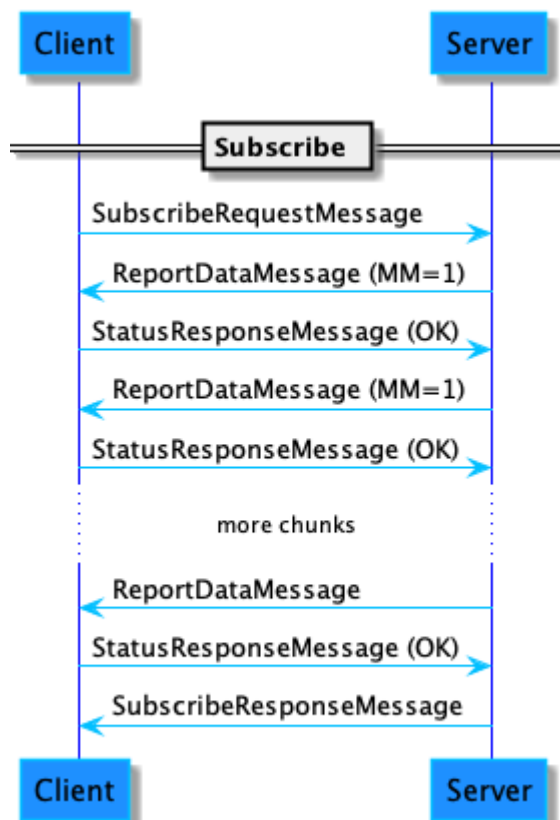 Client Server
Subscribe
SubscribeRequestMessage
ReportDataMessage (MM=1)
StatusResponseMessage (OK)
ReportDataMessage (MM=1)
StatusResponseMessage (OK)
more chunks
ReportDataMessage
StatusResponseMessage (OK)
SubscribeResponseMessage
Client Server